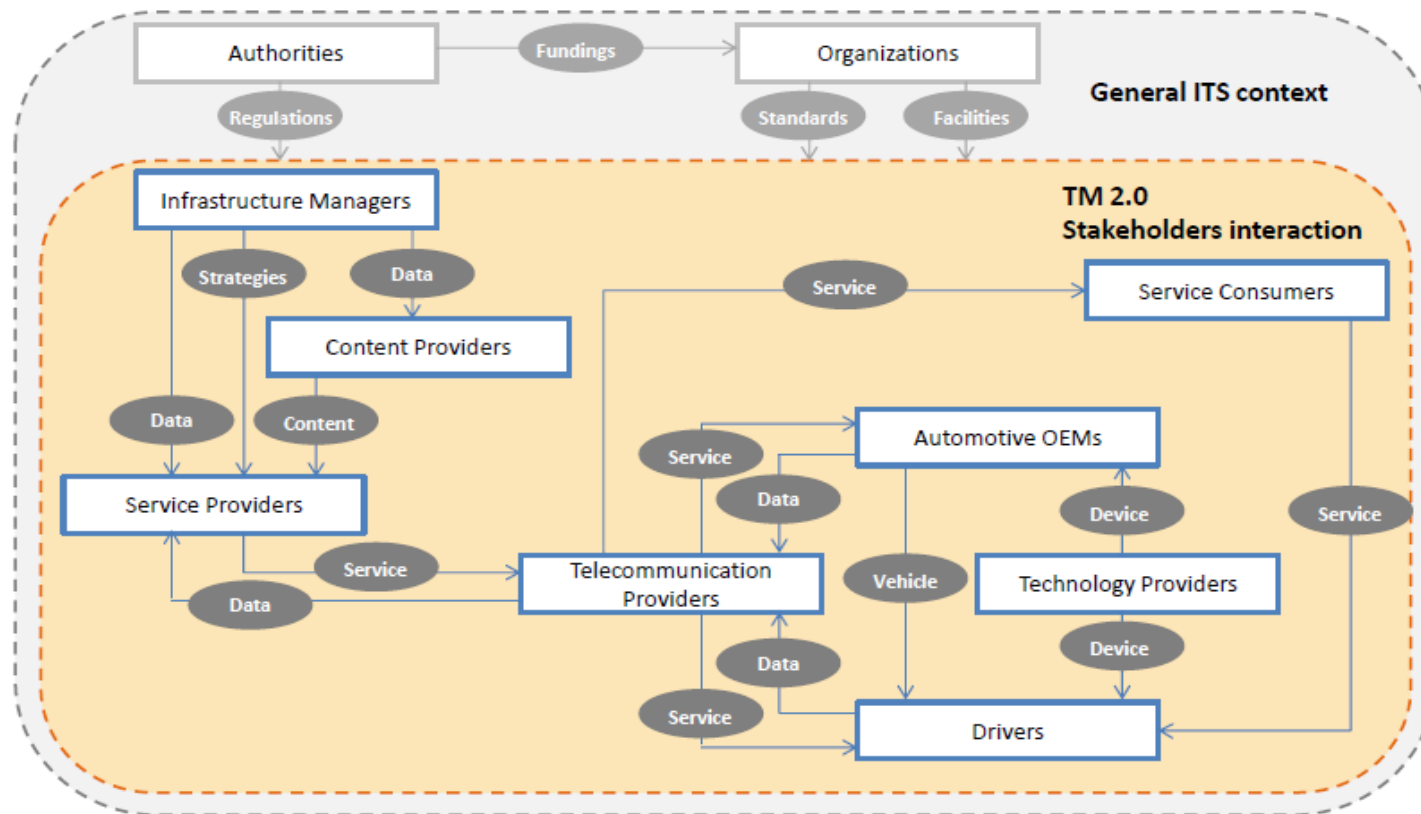 Authorities
Fundings
Organizations
General ITS context
Regulations
Standards
Facilities
Infrastructure Managers
TM 2.0
Stakeholders interaction
Strategies
Data
Service
Service Consumers
Content Providers
Data
Content
Automotive OEMs
Service
Data
Service Providers
Device
Service
Service
Telecommunication
Providers
Vehicle
Technology Providers
Data
Data
Device
Service
Drivers